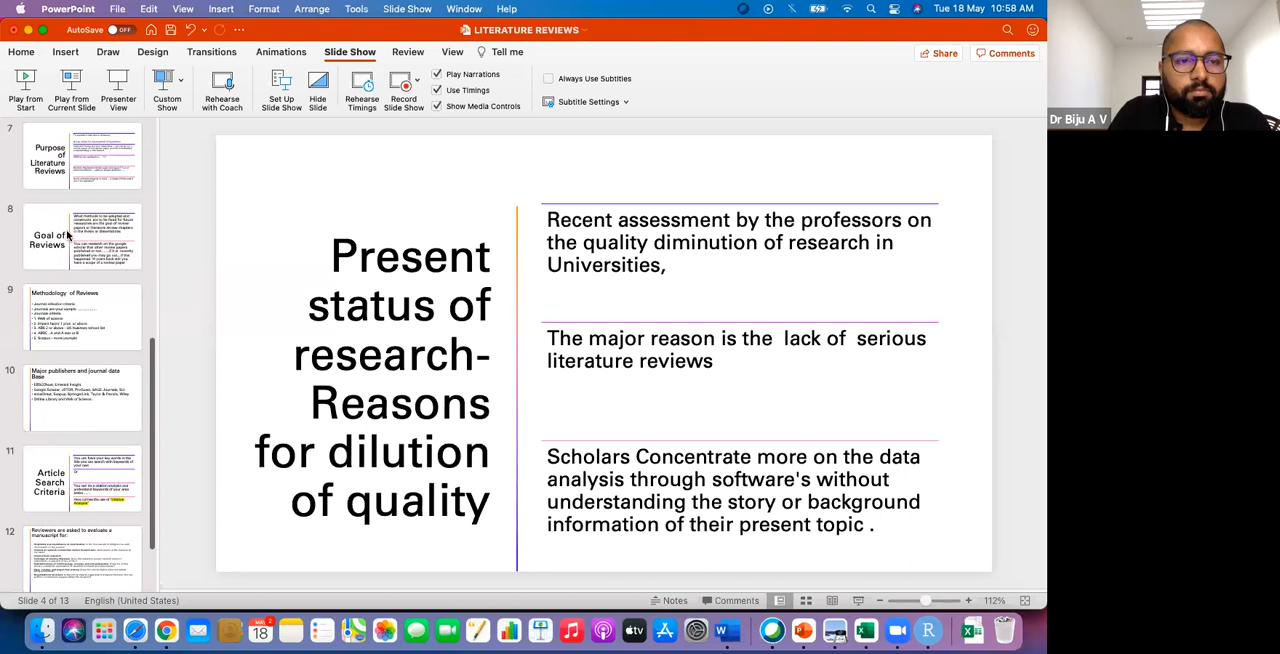 PowerPoint File Edit View Insert Format Arrange Tools Slide Show Window Help Tue 18 May 10:58 AM
AutoSave OFF LITERATURE REVIEWS
Home Insert Draw Design Transitions Animations Slide Show Review View Tell me Share Comments
Play from Start
Play from Current Slide
Presenter View
Custom Show
Rehearse with Coach
Set Up Slide Show
Hide Slide
Rehearse Timings
Record Slide Show
Play Narrations
Use Timings
Show Media Controls
Always Use Subtitles
Subtitle Settings
Dr Biju A V
7
Purpose
of
Literature
Reviews
8
Goal of
Reviews
9
Methodology of Reviews
10
Major publishers and journal data
Base
11
Article
Search
Criteria
12
Reviewers are asked to evaluate a
manuscript for:
Present
status of
research-
Reasons
for dilution
of quality
Recent assessment by the professors on
the quality diminution of research in
Universities,
The major reason is the lack of serious
literature reviews
Scholars Concentrate more on the data
analysis through software's without
understanding the story or background
information of their present topic .
Slide 4 of 13 English (United States) Notes Comments 112%